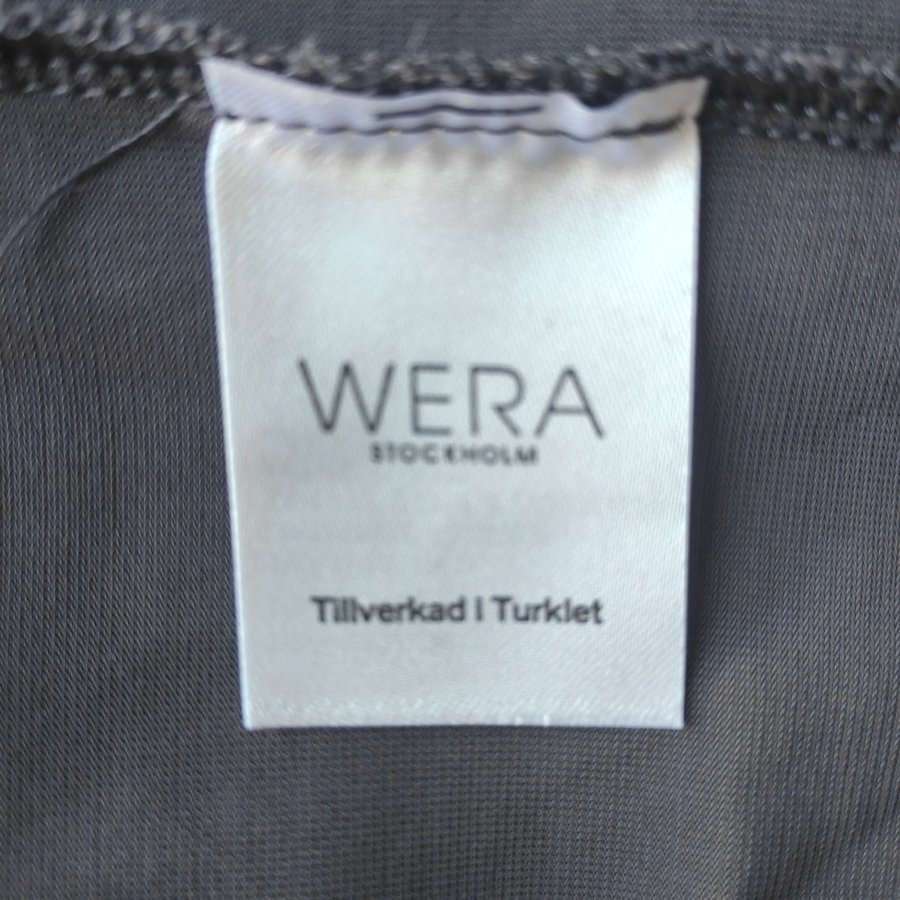 WERA
STOCKHOLM
Tillverkad i Turkiet